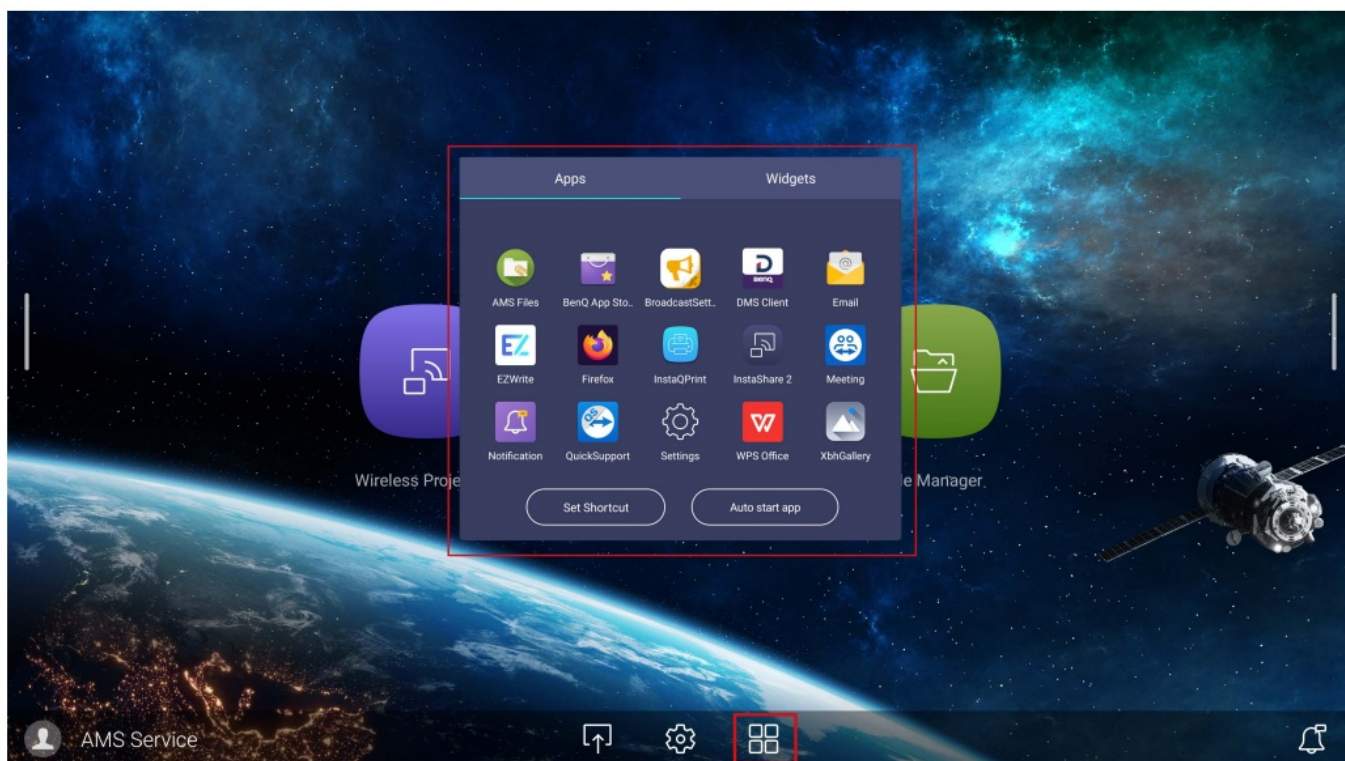 Apps Widgets
AMS Files BenQ App Sto.. BroadcastSett.. DMS Client Email
EZWrite Firefox InstaQPrint InstaShare 2 Meeting
Notification QuickSupport Settings WPS Office XbhGallery
Wireless Proje
e Manager
Set Shortcut Auto start app
AMS Service